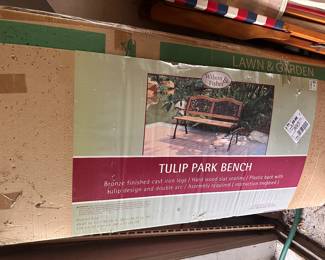 LAWN & GARDEN
Wilson &
Fisher
TULIP PARK BENCH
Bronze finished cast iron legs / Hard wood slat seating / Plastic back with
tulip design and double arc / Assembly required ( instruction enclosed )